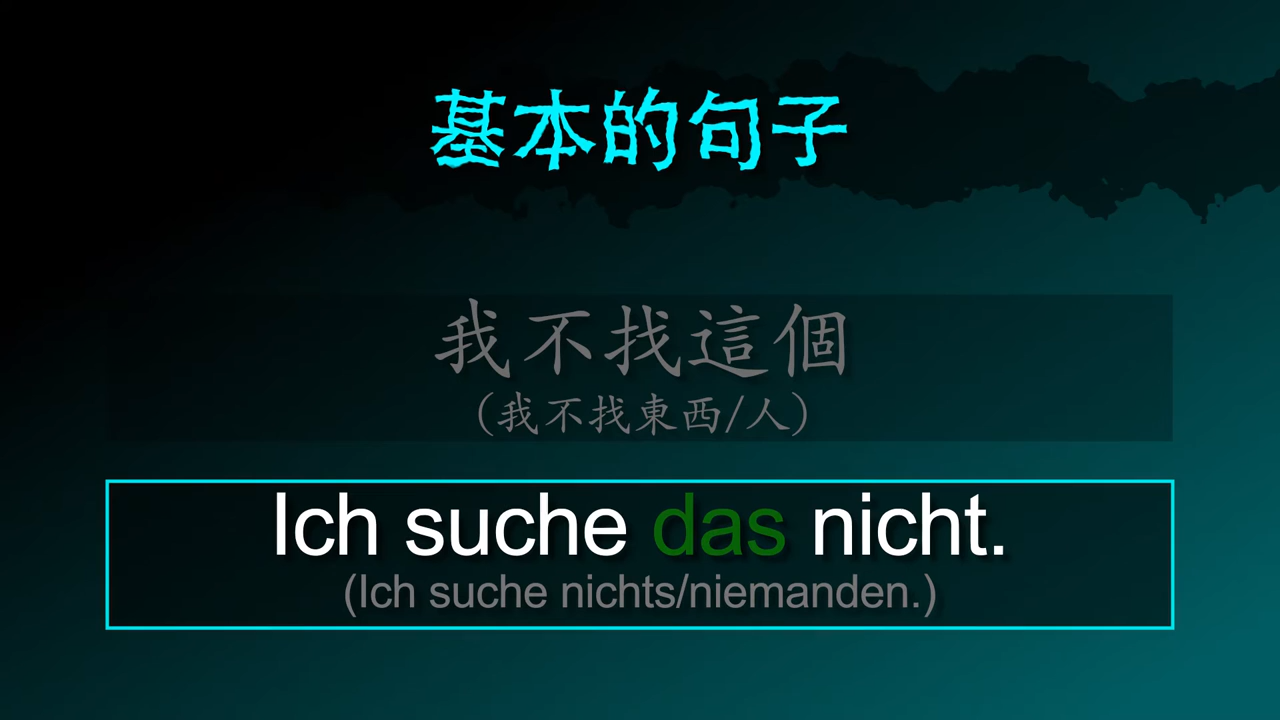 基本的句子
我不找這個
(我不找東西/人)
Ich suche das nicht.
(Ich suche nichts/niemanden.)